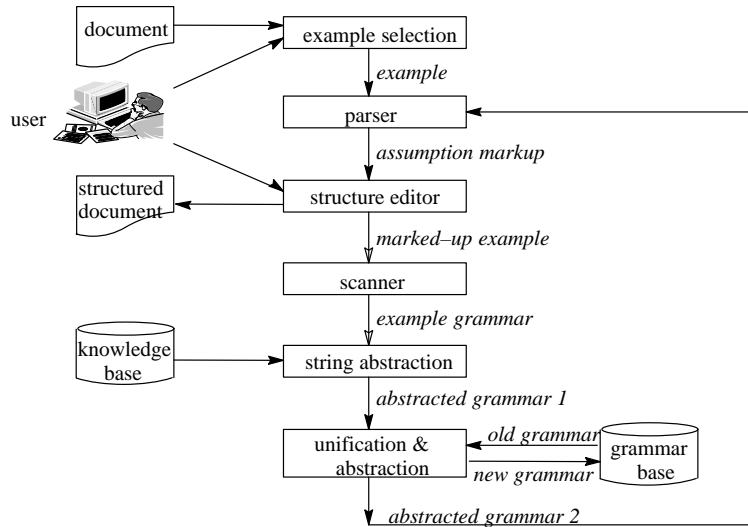 document
example selection
example
user
parser
assumption markup
structured
document
structure editor
marked–up example
scanner
example grammar
knowledge
base
string abstraction
abstracted grammar 1
unification &
abstraction
old grammar
new grammar
grammar
base
abstracted grammar 2